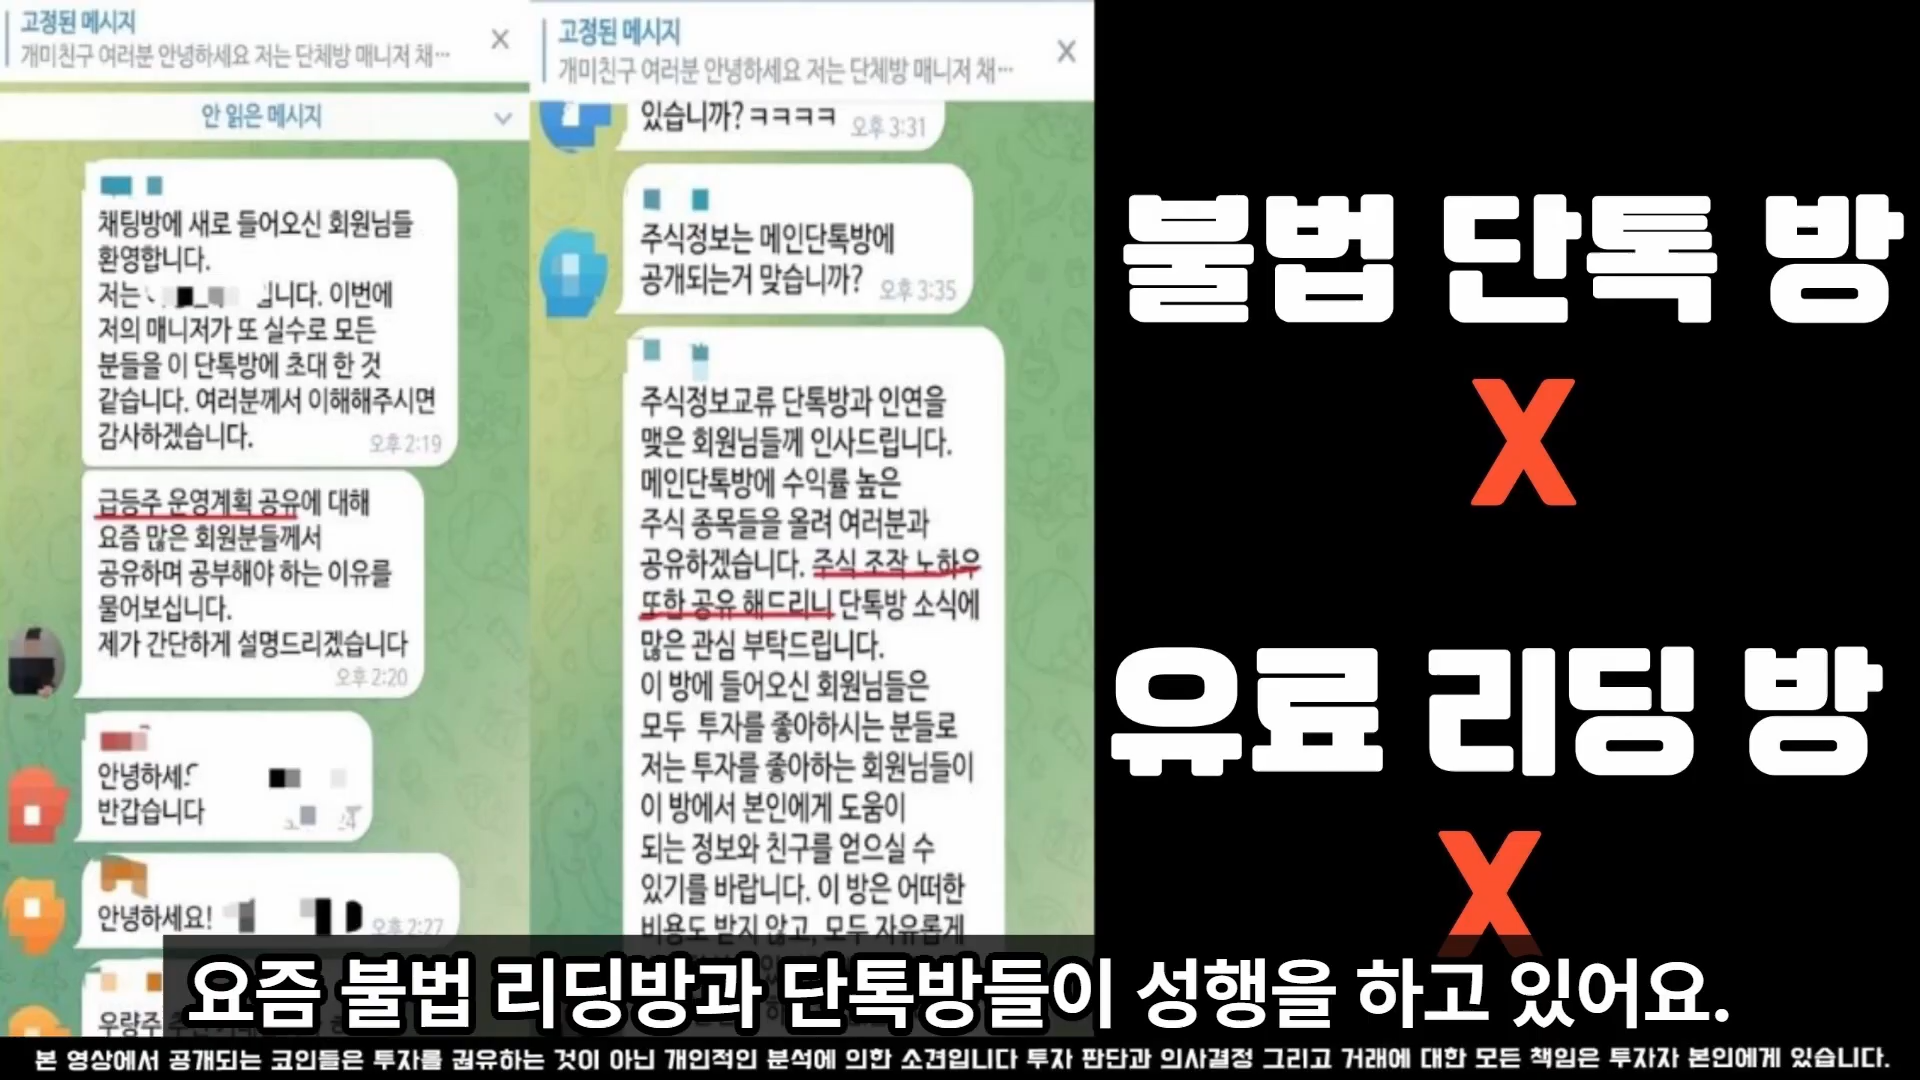 고정된 메시지
개미친구 여러분 안녕하세요 저는 단체방 매니저 채…
안 읽은 메시지
채팅방에 새로 들어오신 회원님들
환영합니다.
저는 입니다. 이번에
저의 매니저가 또 실수로 모든
분들을 이 단톡방에 초대 한 것
같습니다. 여러분께서 이해해주시면
감사하겠습니다.
오후 2:19
급등주 운영계획 공유에 대해
요즘 많은 회원분들께서
공유하며 공부해야 하는 이유를
물어보십니다.
제가 간단하게 설명드리겠습니다
오후 2:20
안녕하세요
반갑습니다
안녕하세요!
오후 2:27
우량주
고정된 메시지
개미친구 여러분 안녕하세요 저는 단체방 매니저 채…
있습니까? ㅋㅋㅋㅋ
오후 3:31
주식정보는 메인단톡방에
공개되는거 맞습니까?
오후 3:35
주식정보교류 단톡방과 인연을
맺은 회원님들께 인사드립니다.
메인단톡방에 수익률 높은
주식 종목들을 올려 여러분과
공유하겠습니다. 주식 조작 노하우
또한 공유 해드리니 단톡방 소식에
많은 관심 부탁드립니다.
이 방에 들어오신 회원님들은
모두 투자를 좋아하시는 분들로
저는 투자를 좋아하는 회원님들이
이 방에서 본인에게 도움이
되는 정보와 친구를 얻으실 수
있기를 바랍니다. 이 방은 어떠한
비용도 받지 않고, 모두 자유롭게
불법 단톡 방
X
유료 리딩 방
X
요즘 불법 리딩방과 단톡방들이 성행을 하고 있어요.
본 영상에서 공개되는 코인들은 투자를 권유하는 것이 아닌 개인적인 분석에 의한 소견입니다 투자 판단과 의사결정 그리고 거래에 대한 모든 책임은 투자자 본인에게 있습니다.